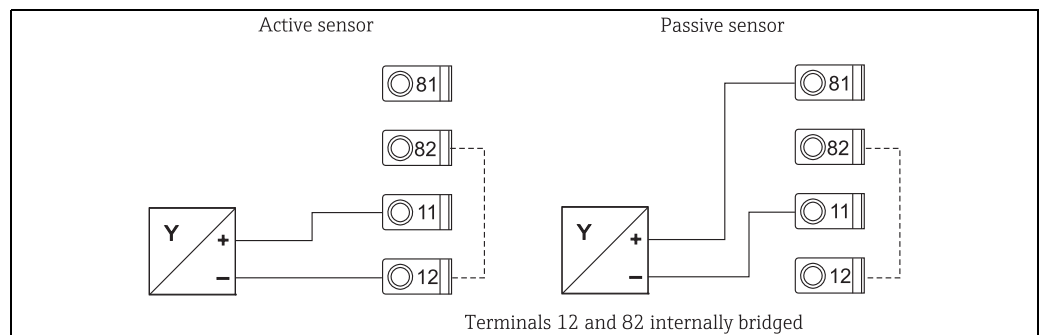 Active sensor
Passive sensor
81
82
11
12
Y
+
−
81
82
11
12
Y
+
−
Terminals 12 and 82 internally bridged